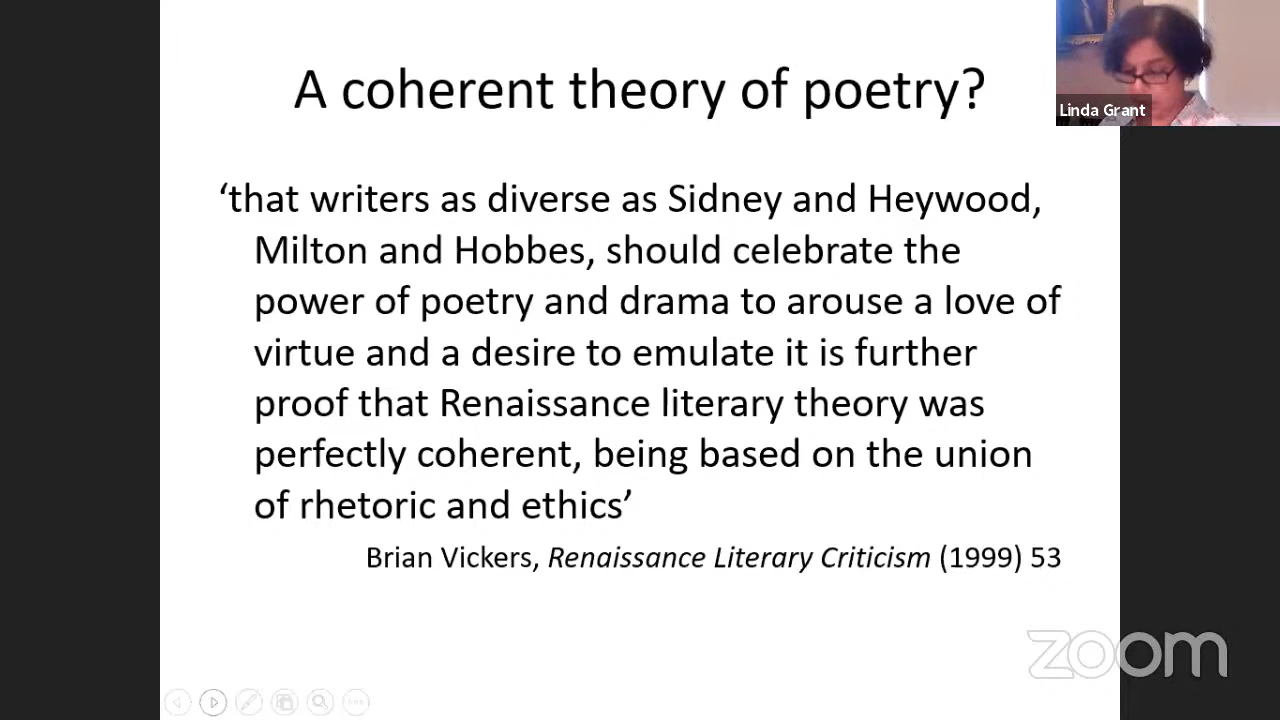 A coherent theory of poetry?
Linda Grant
‘that writers as diverse as Sidney and Heywood,
Milton and Hobbes, should celebrate the
power of poetry and drama to arouse a love of
virtue and a desire to emulate it is further
proof that Renaissance literary theory was
perfectly coherent, being based on the union
of rhetoric and ethics’
Brian Vickers, Renaissance Literary Criticism (1999) 53
zoom